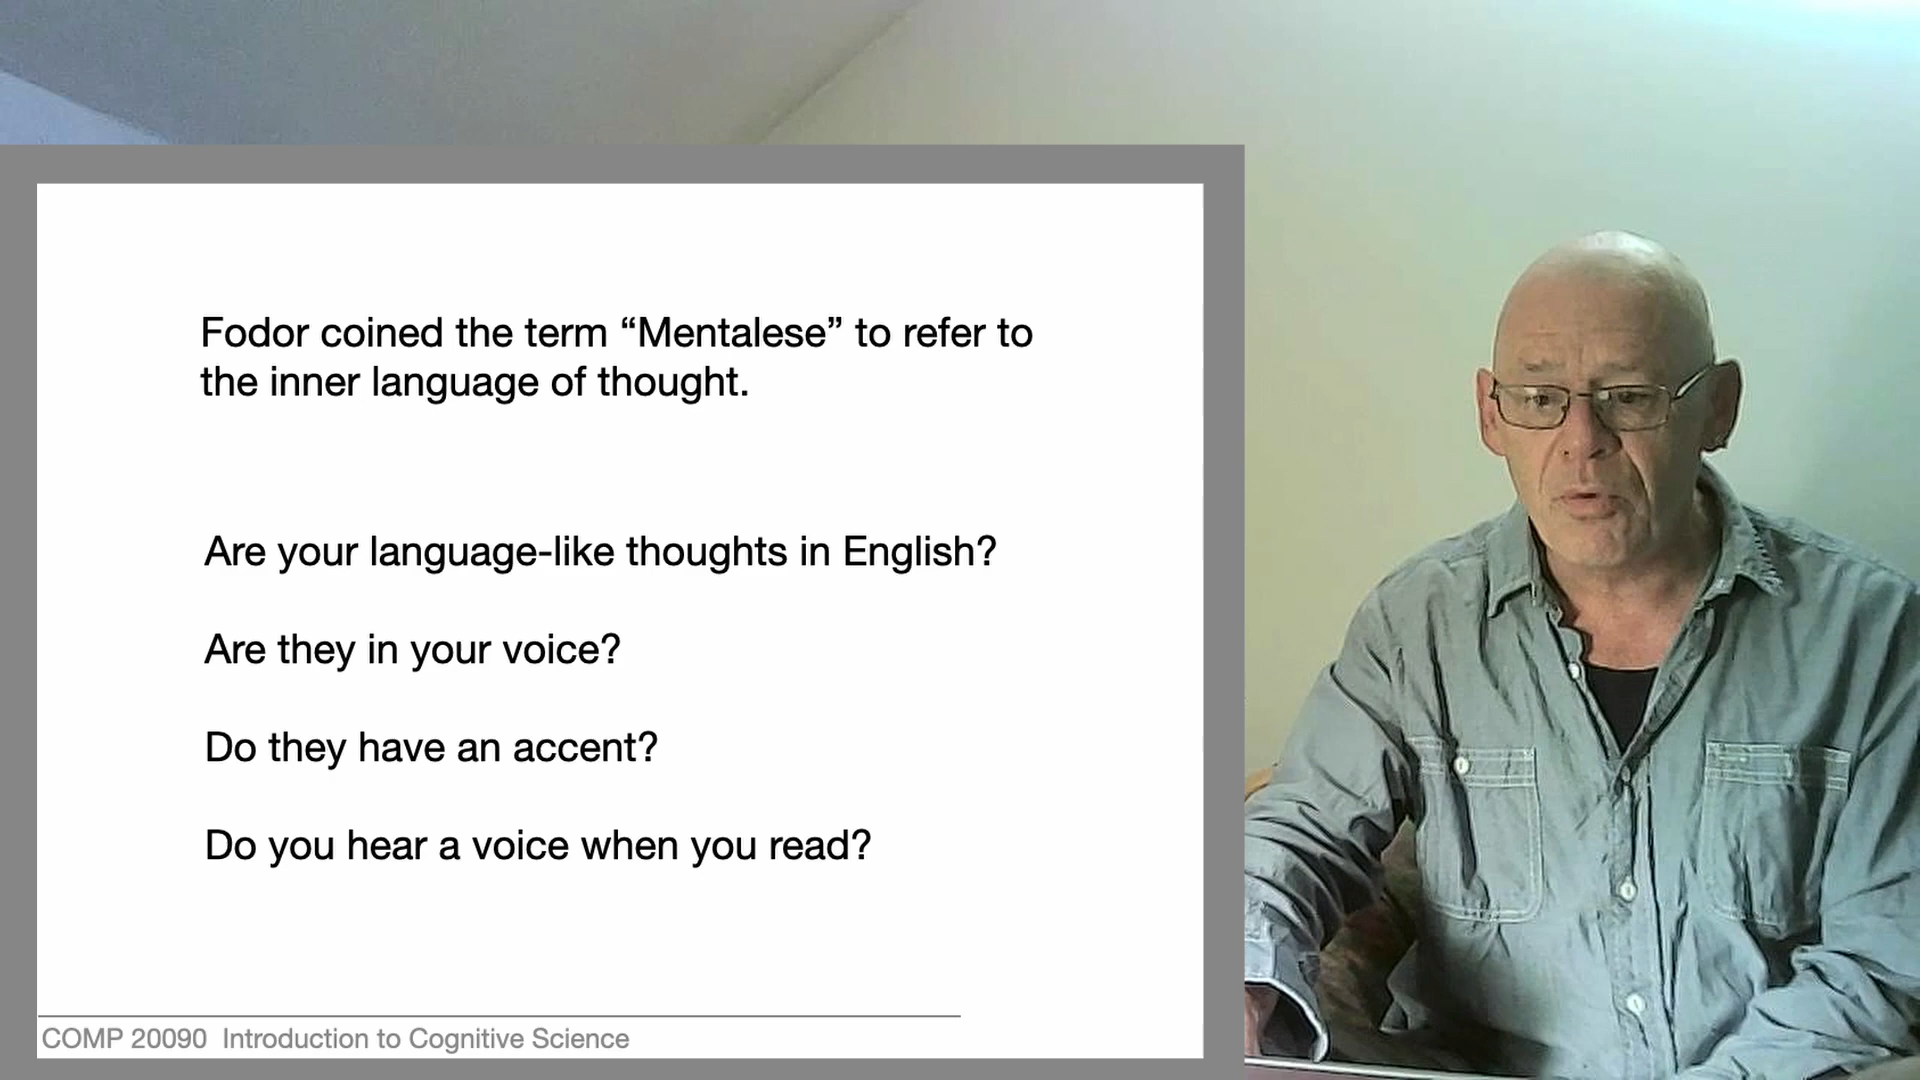 Fodor coined the term “Mentalese” to refer to
the inner language of thought.
Are your language-like thoughts in English?
Are they in your voice?
Do they have an accent?
Do you hear a voice when you read?
COMP 20090 Introduction to Cognitive Science